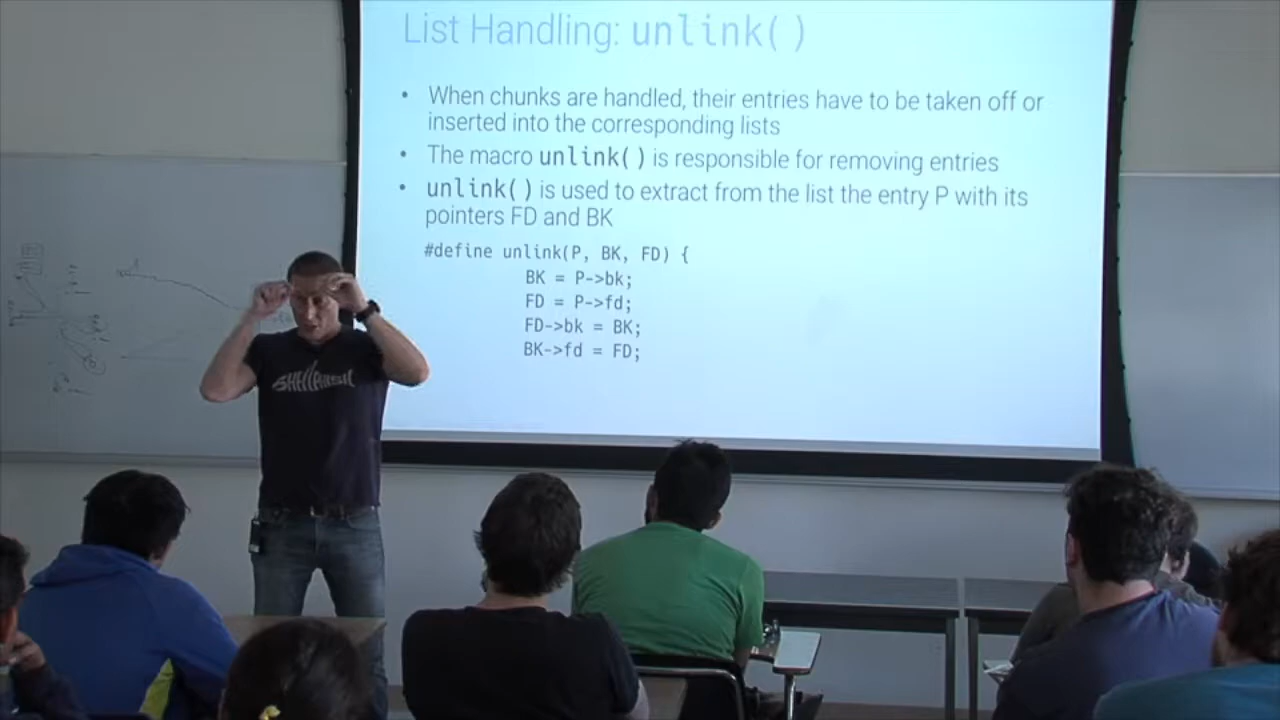 List Handling: unlink()
• When chunks are handled, their entries have to be taken off or
inserted into the corresponding lists
• The macro unlink() is responsible for removing entries
• unlink() is used to extract from the list the entry P with its
pointers FD and BK
#define unlink(P, BK, FD) {
BK = P->bk;
FD = P->fd;
FD->bk = BK;
BK->fd = FD;